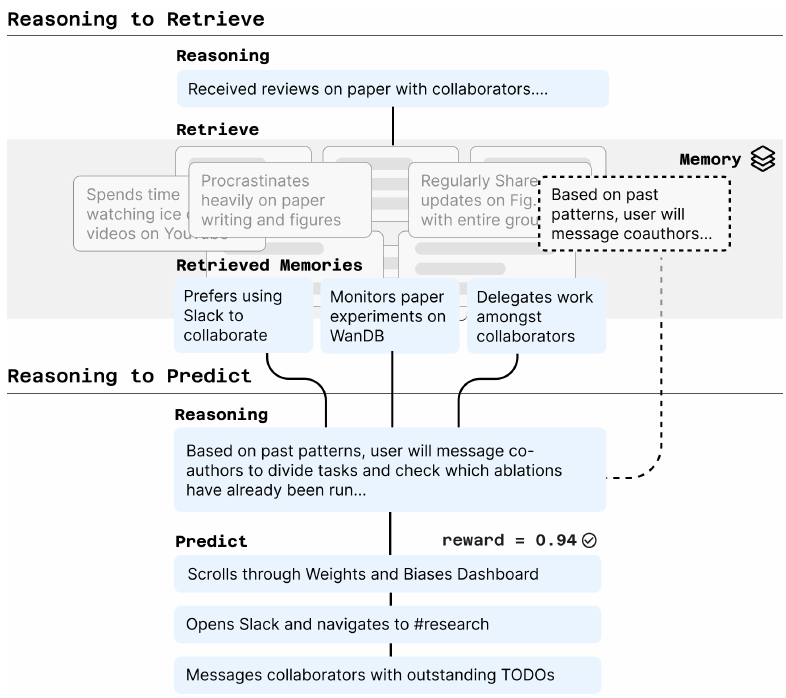 Reasoning to Retrieve
Reasoning
Received reviews on paper with collaborators....
Retrieve
Memory
Spends time
watching ice
videos on YouTube
Procrastinates
heavily on paper
writing and figures
Regularly Share
updates on Fig.
with entire grou
Based on past
patterns, user will
message coauthors...
Retrieved Memories
Prefers using
Slack to
collaborate
Monitors paper
experiments on
WanDB
Delegates work
amongst
collaborators
Reasoning to Predict
Reasoning
Based on past patterns, user will message co-
authors to divide tasks and check which ablations
have already been run...
Predict
reward = 0.94
Scrolls through Weights and Biases Dashboard
Opens Slack and navigates to #research
Messages collaborators with outstanding TODOs